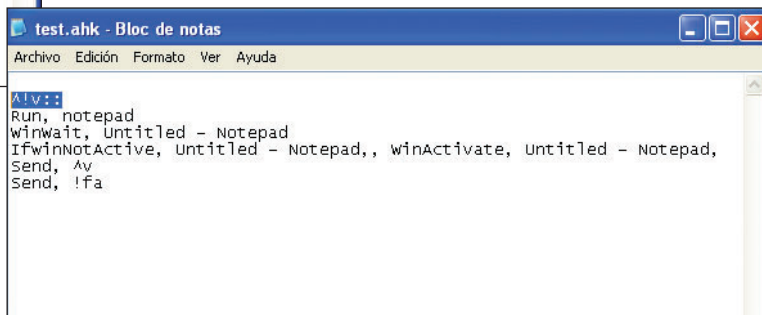 test.ahk - Bloc de notas
Archivo Edición Formato Ver Ayuda
^!v::
Run, notepad
WinWait, Untitled - Notepad
IfWinNotActive, Untitled - Notepad,, WinActivate, Untitled - Notepad,
Send, ^v
Send, !fa